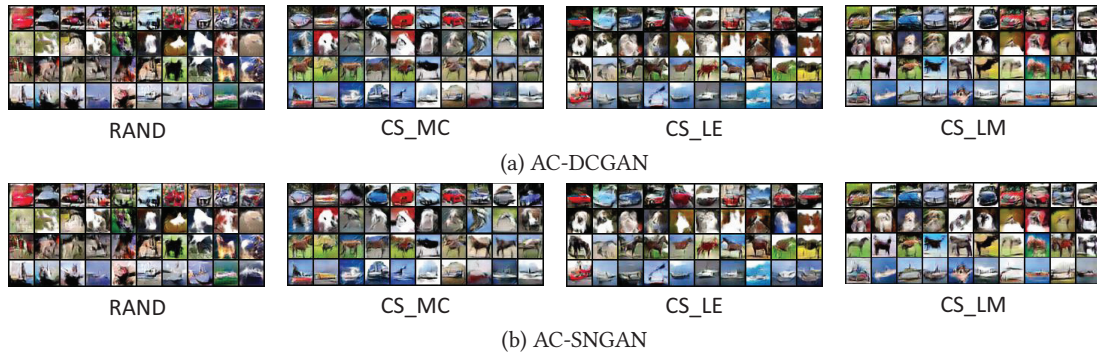 RAND CS_MC CS_LE CS_LM
(a) AC-DCGAN
RAND CS_MC CS_LE CS_LM
(b) AC-SNGAN